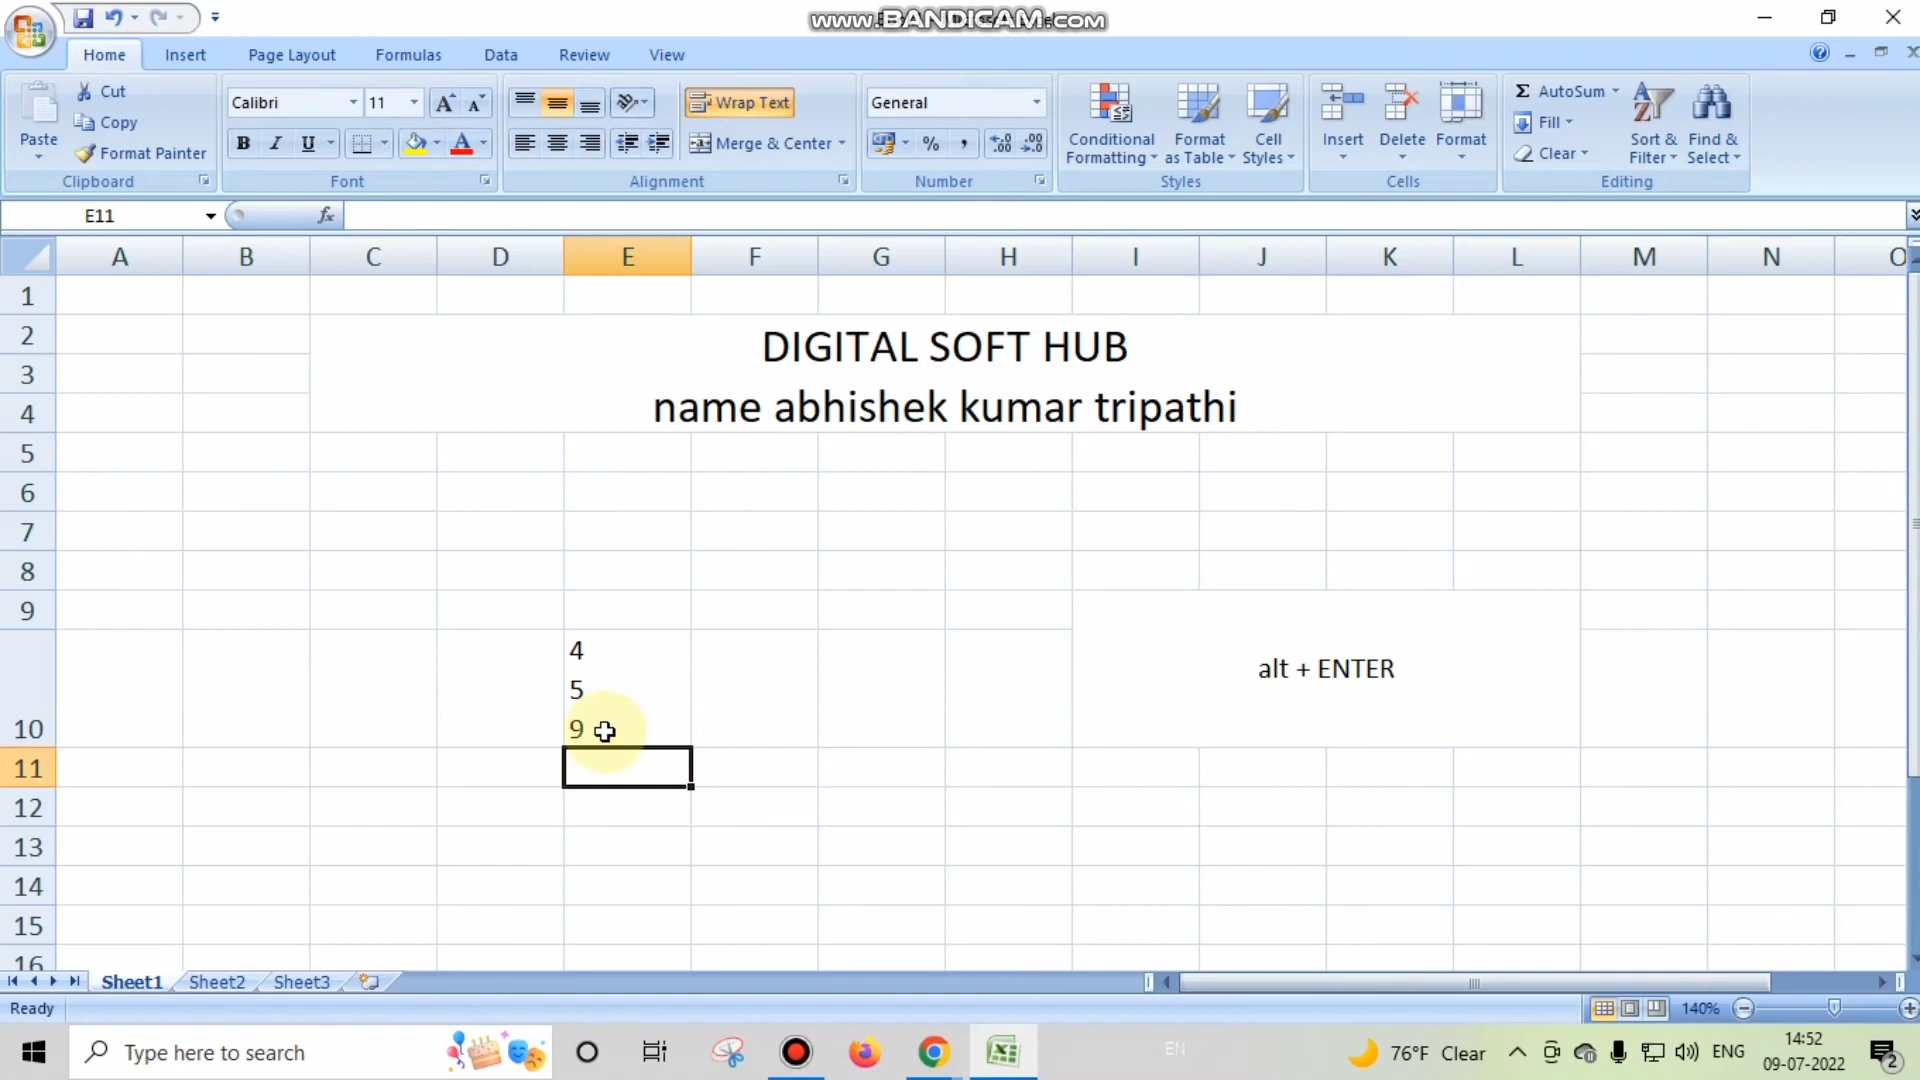 www.BANDICAM.com
Home Insert Page Layout Formulas Data Review View
Cut
Copy
Format Painter
Paste
Clipboard
Calibri 11
B I U
Font
Wrap Text
Merge & Center
Alignment
General
%
Number
Conditional Formatting
Format as Table
Cell Styles
Styles
Insert
Delete
Format
Cells
AutoSum
Fill
Clear
Sort & Filter
Find & Select
Editing
E11
fx
A B C D E F G H I J K L M N O
1
2
3
4
5
6
7
8
9
10
11
12
13
14
15
16
DIGITAL SOFT HUB
name abhishek kumar tripathi
4
5
9
alt + ENTER
Sheet1 Sheet2 Sheet3
Ready
140%
Type here to search
EN
76°F Clear
ENG
14:52
09-07-2022
2